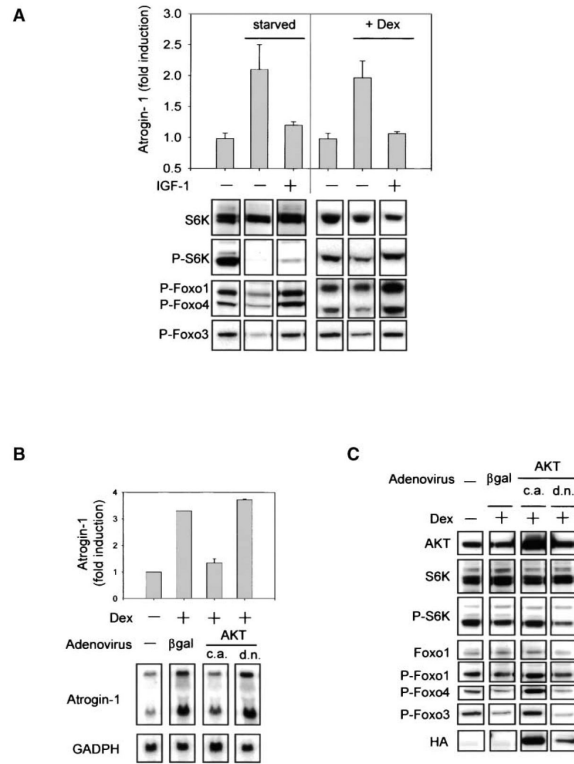 A
starved
+ Dex
Atrogin- 1 (fold induction)
2.5
2.0
1.5
1.0
0.5
IGF-1 — — + — — +
S6K
P-S6K
P-Foxo1
P-Foxo4
P-Foxo3
B
Atrogin-1
(fold induction)
4
3
2
1
0
Dex — + + +
Adenovirus — βgal AKT
c.a. d.n.
Atrogin-1
GADPH
C
Adenovirus — βgal AKT
c.a. d.n.
Dex — + + +
AKT
S6K
P-S6K
Foxo1
P-Foxo1
P-Foxo4
P-Foxo3
HA